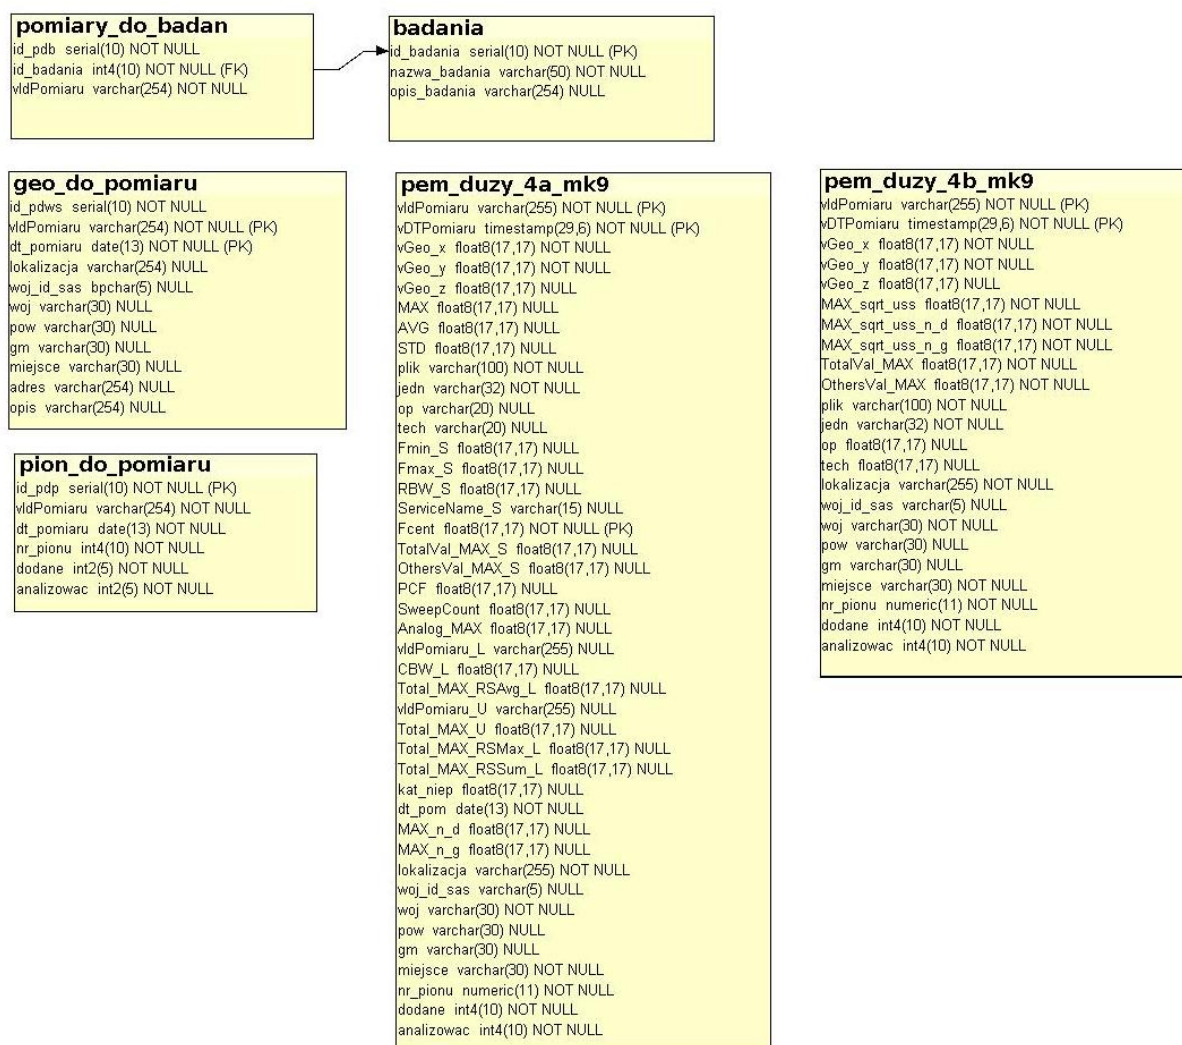 pomiary_do_badan
id_pdb serial(10) NOT NULL
id_badania int4(10) NOT NULL (FK)
vIdPomiaru varchar(254) NOT NULL
badania
id_badania serial(10) NOT NULL (PK)
nazwa_badania varchar(50) NOT NULL
opis_badania varchar(254) NULL
geo_do_pomiaru
id_pdws serial(10) NOT NULL
vIdPomiaru varchar(254) NOT NULL (PK)
dt_pomiaru date(13) NOT NULL (PK)
lokalizacja varchar(254) NULL
woj_id_sas bpchar(5) NULL
woj varchar(30) NULL
pow varchar(30) NULL
gm varchar(30) NULL
miejsce varchar(30) NULL
adres varchar(254) NULL
opis varchar(254) NULL
pion_do_pomiaru
id_pdp serial(10) NOT NULL (PK)
vIdPomiaru varchar(254) NOT NULL
dt_pomiaru date(13) NOT NULL
nr_pionu int4(10) NOT NULL
dodane int2(5) NOT NULL
analizowac int2(5) NOT NULL
pem_duzy_4a_mk9
vIdPomiaru varchar(255) NOT NULL (PK)
vDTPomiaru timestamp(29,6) NOT NULL (PK)
vGeo_x float8(17,17) NOT NULL
vGeo_y float8(17,17) NOT NULL
vGeo_z float8(17,17) NULL
MAX float8(17,17) NULL
AVG float8(17,17) NULL
STD float8(17,17) NULL
plik varchar(100) NOT NULL
jedn varchar(32) NOT NULL
op varchar(20) NULL
tech varchar(20) NULL
Fmin_S float8(17,17) NULL
Fmax_S float8(17,17) NULL
RBW_S float8(17,17) NULL
ServiceName_S varchar(15) NULL
Fcent float8(17,17) NOT NULL (PK)
TotalVal_MAX_S float8(17,17) NULL
OthersVal_MAX_S float8(17,17) NULL
PCF float8(17,17) NULL
SweepCount float8(17,17) NULL
Analog_MAX float8(17,17) NULL
vIdPomiaru_L varchar(255) NULL
CBW_L float8(17,17) NULL
Total_MAX_RSAvg_L float8(17,17) NULL
vIdPomiaru_U varchar(255) NULL
Total_MAX_U float8(17,17) NULL
Total_MAX_RSMax_L float8(17,17) NULL
Total_MAX_RSSum_L float8(17,17) NULL
kat_niep float8(17,17) NULL
dt_pom date(13) NOT NULL
MAX_n_d float8(17,17) NULL
MAX_n_g float8(17,17) NULL
lokalizacja varchar(255) NOT NULL
woj_id_sas varchar(5) NULL
woj varchar(30) NOT NULL
pow varchar(30) NULL
gm varchar(30) NULL
miejsce varchar(30) NOT NULL
nr_pionu numeric(11) NOT NULL
dodane int4(10) NOT NULL
analizowac int4(10) NOT NULL
pem_duzy_4b_mk9
vIdPomiaru varchar(255) NOT NULL (PK)
vDTPomiaru timestamp(29,6) NOT NULL (PK)
vGeo_x float8(17,17) NOT NULL
vGeo_y float8(17,17) NOT NULL
vGeo_z float8(17,17) NULL
MAX_sqrt_uss float8(17,17) NOT NULL
MAX_sqrt_uss_n_d float8(17,17) NOT NULL
MAX_sqrt_uss_n_g float8(17,17) NOT NULL
TotalVal_MAX float8(17,17) NOT NULL
OthersVal_MAX float8(17,17) NOT NULL
plik varchar(100) NOT NULL
jedn varchar(32) NOT NULL
op float8(17,17) NULL
tech float8(17,17) NULL
lokalizacja varchar(255) NOT NULL
woj_id_sas varchar(5) NULL
woj varchar(30) NOT NULL
pow varchar(30) NULL
gm varchar(30) NULL
miejsce varchar(30) NOT NULL
nr_pionu numeric(11) NOT NULL
dodane int4(10) NOT NULL
analizowac int4(10) NOT NULL